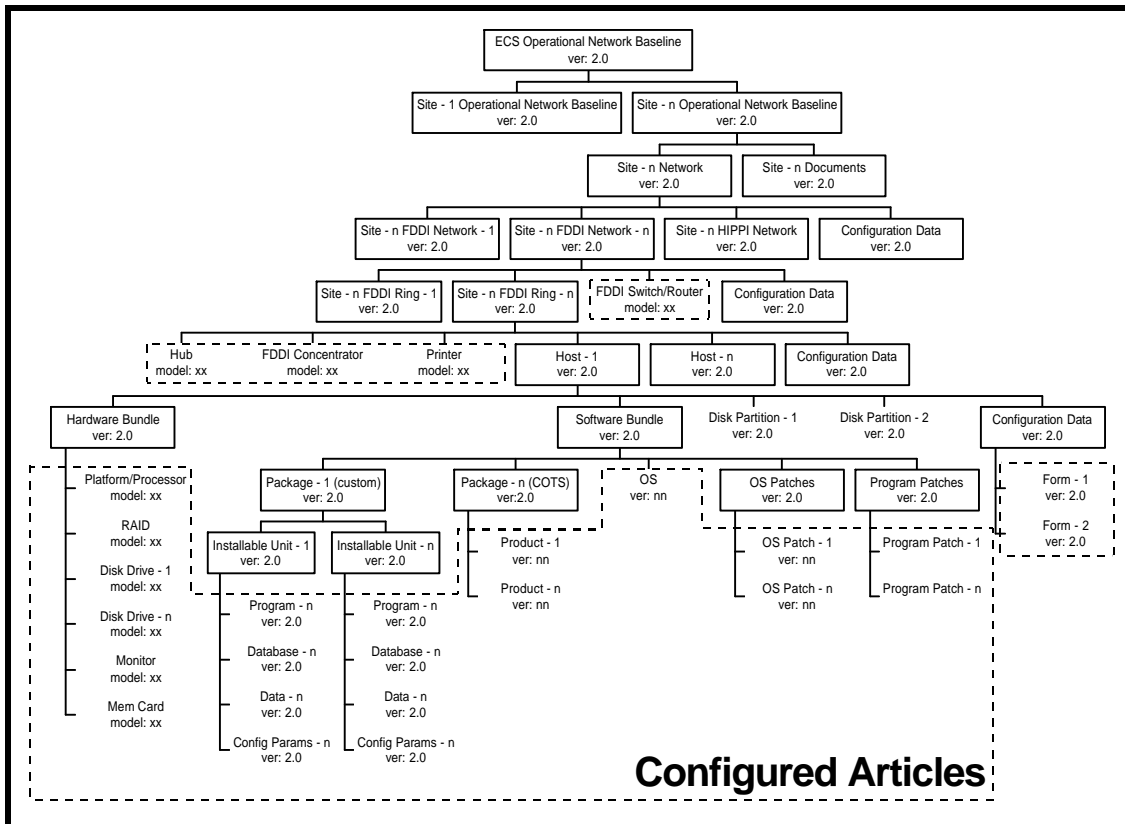 ECS Operational Network Baseline
ver: 2.0
Site - 1 Operational Network Baseline
ver: 2.0
Site - n Operational Network Baseline
ver: 2.0
Site - n Network
ver: 2.0
Site - n Documents
ver: 2.0
Site - n FDDI Network - 1
ver: 2.0
Site - n FDDI Network - n
ver: 2.0
Site - n HIPPI Network
ver: 2.0
Configuration Data
ver: 2.0
Site - n FDDI Ring - 1
ver: 2.0
Site - n FDDI Ring - n
ver: 2.0
FDDI Switch/Router
model: xx
Configuration Data
ver: 2.0
Hub
model: xx
FDDI Concentrator
model: xx
Printer
model: xx
Host - 1
ver: 2.0
Host - n
ver: 2.0
Configuration Data
ver: 2.0
Hardware Bundle
ver: 2.0
Software Bundle
ver: 2.0
Disk Partition - 1
ver: 2.0
Disk Partition - 2
ver: 2.0
Configuration Data
ver: 2.0
Platform/Processor
model: xx
RAID
model: xx
Disk Drive - 1
model: xx
Disk Drive - n
model: xx
Monitor
model: xx
Mem Card
model: xx
Package - 1 (custom)
ver: 2.0
Installable Unit - 1
ver: 2.0
Program - n
ver: 2.0
Database - n
ver: 2.0
Data - n
ver: 2.0
Config Params - n
ver: 2.0
Installable Unit - n
ver: 2.0
Program - n
ver: 2.0
Database - n
ver: 2.0
Data - n
ver: 2.0
Config Params - n
ver: 2.0
Package - n (COTS)
ver:2.0
Product - 1
ver: nn
Product - n
ver: nn
OS
ver: nn
OS Patches
ver: 2.0
OS Patch - 1
ver: nn
OS Patch - n
ver: nn
Program Patches
ver: 2.0
Program Patch - 1
Program Patch - n
Form - 1
ver: 2.0
Form - 2
ver: 2.0
Configured Articles